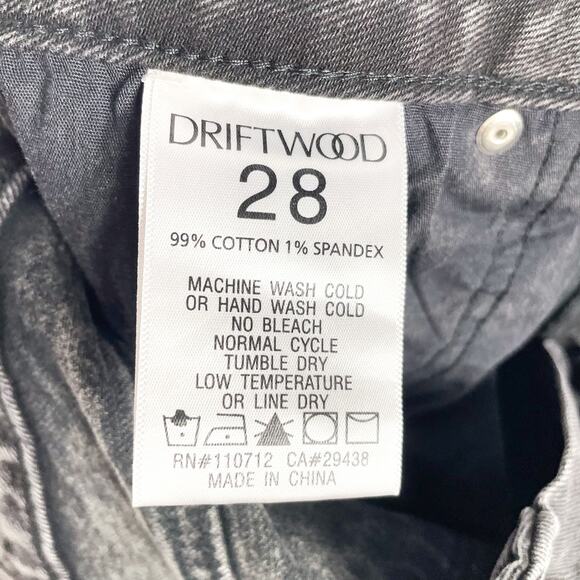 DRIFTWOOD
28
99% COTTON 1% SPANDEX
MACHINE WASH COLD
OR HAND WASH COLD
NO BLEACH
NORMAL CYCLE
TUMBLE DRY
LOW TEMPERATURE
OR LINE DRY
RN#110712 CA#29438
MADE IN CHINA